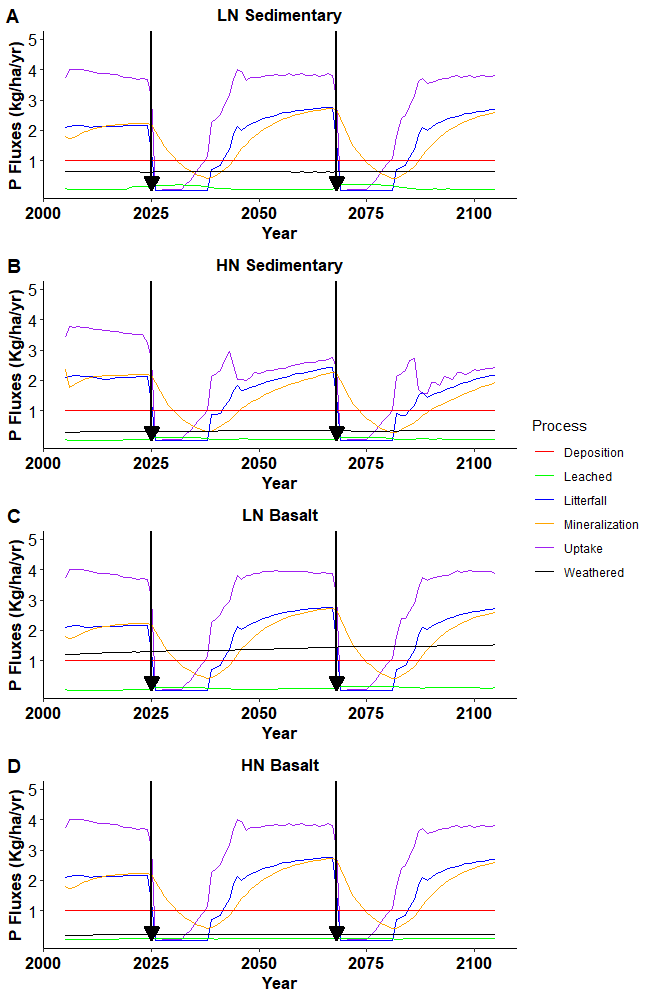 A
LN Sedimentary
P Fluxes (Kg/ha/yr)
5
4
3
2
1
2000 2025 2050 2075 2100
Year
B
HN Sedimentary
P Fluxes (Kg/ha/yr)
5
4
3
2
1
2000 2025 2050 2075 2100
Year
Process
Deposition
Leached
Litterfall
Mineralization
Uptake
Weathered
C
LN Basalt
P Fluxes (Kg/ha/yr)
5
4
3
2
1
2000 2025 2050 2075 2100
Year
D
HN Basalt
P Fluxes (Kg/ha/yr)
5
4
3
2
1
2000 2025 2050 2075 2100
Year